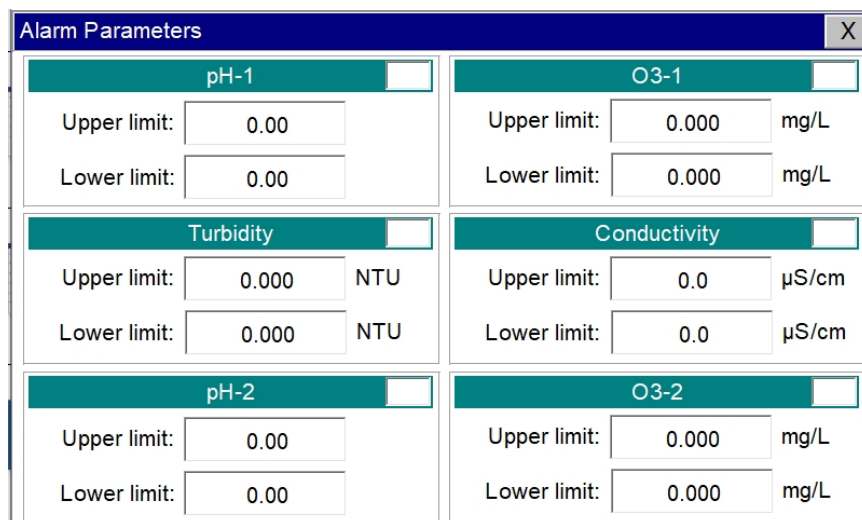 Alarm Parameters X
pH-1
Upper limit: 0.00
Lower limit: 0.00
O3-1
Upper limit: 0.000 mg/L
Lower limit: 0.000 mg/L
Turbidity
Upper limit: 0.000 NTU
Lower limit: 0.000 NTU
Conductivity
Upper limit: 0.0 µS/cm
Lower limit: 0.0 µS/cm
pH-2
Upper limit: 0.00
Lower limit: 0.00
O3-2
Upper limit: 0.000 mg/L
Lower limit: 0.000 mg/L